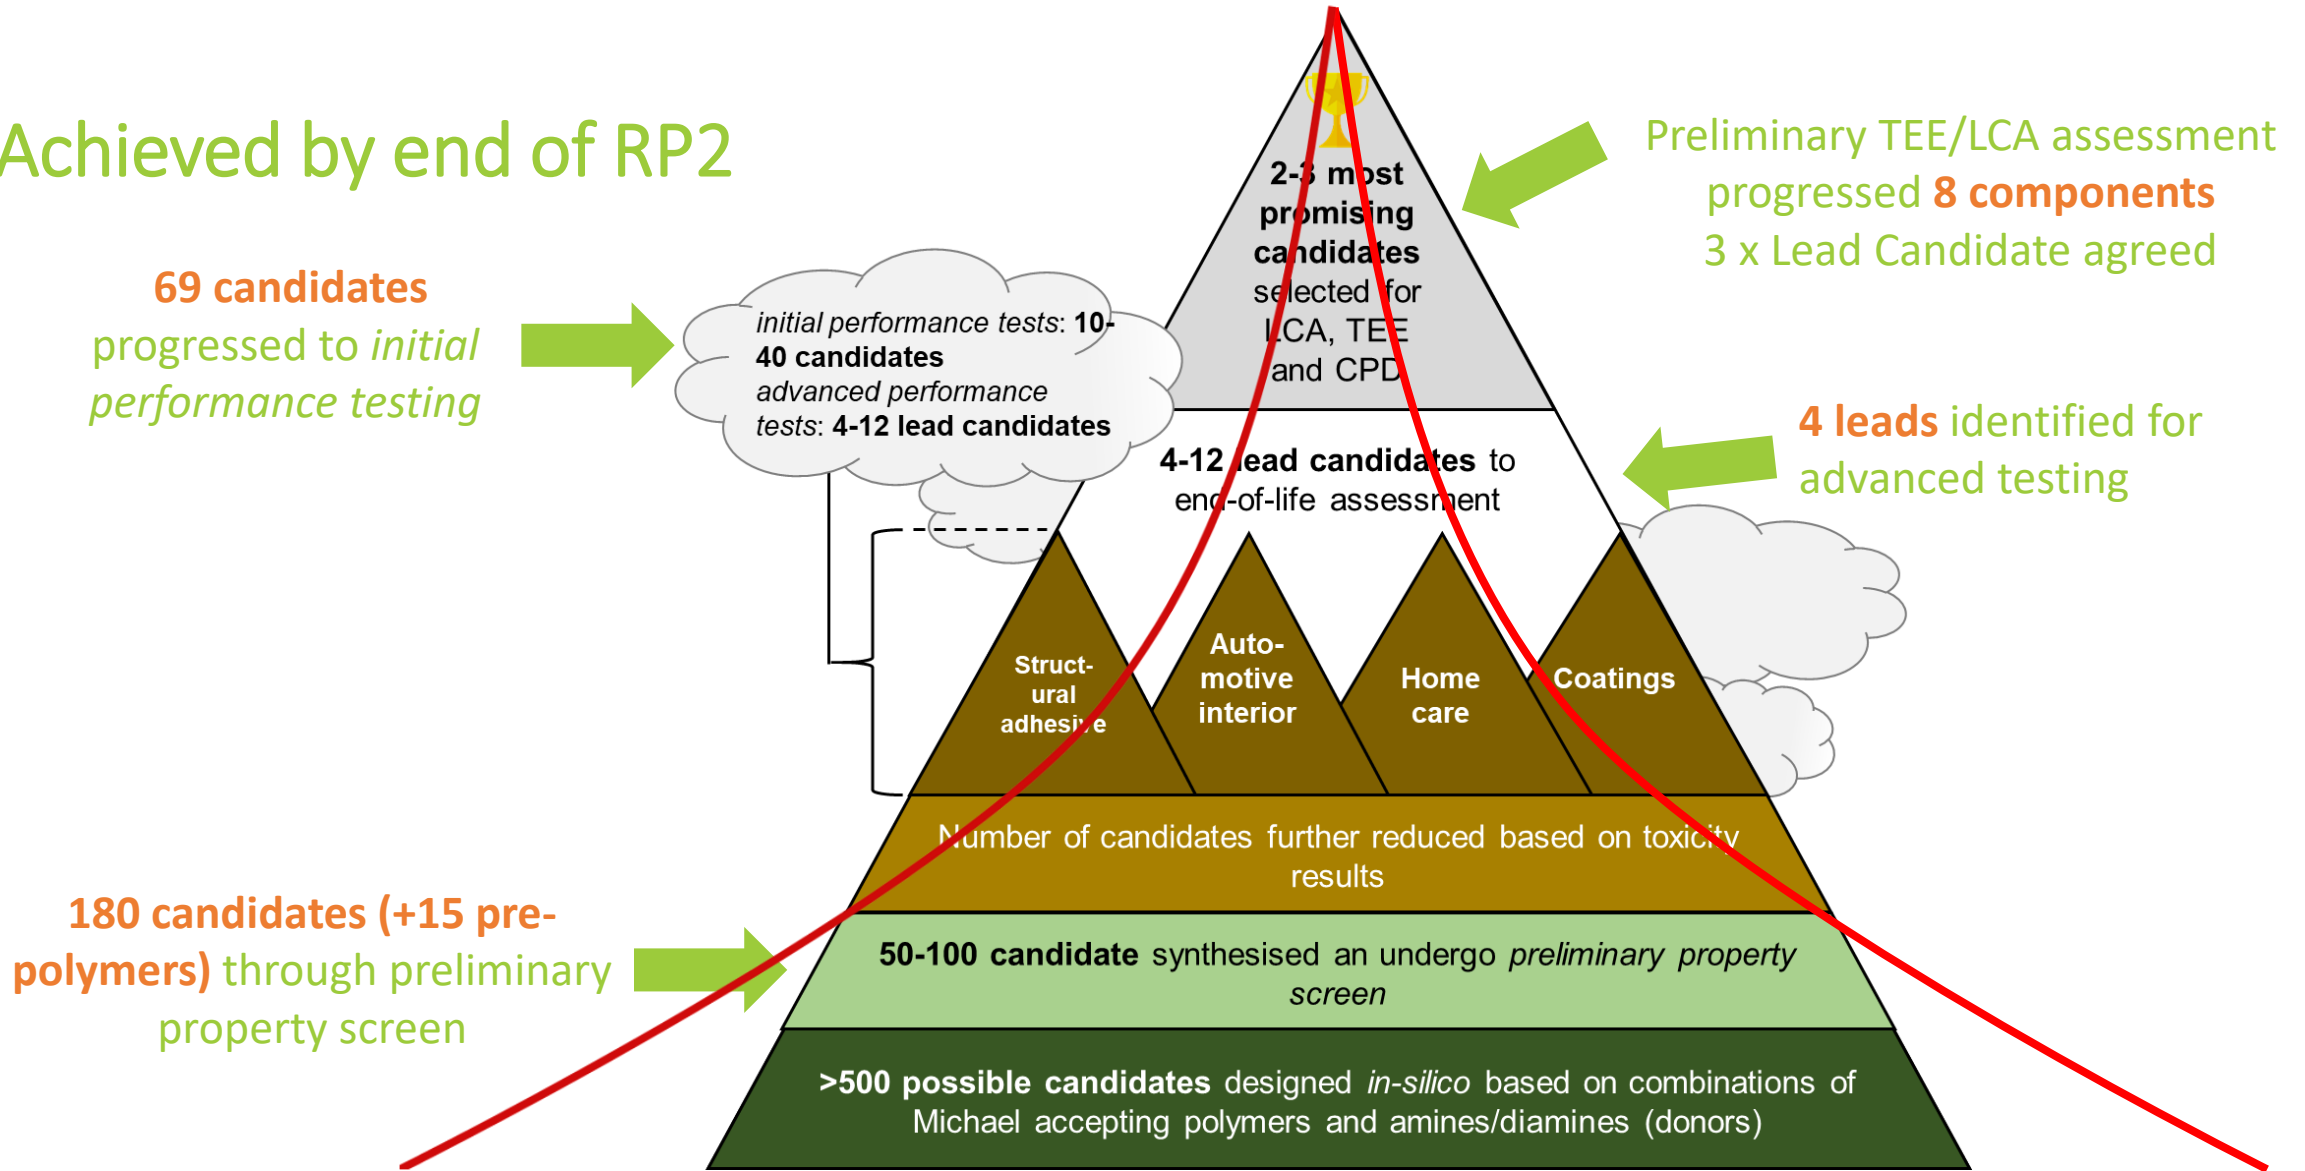 Achieved by end of RP2
69 candidates
progressed to initial
performance testing
initial performance tests: 10-
40 candidates
advanced performance
tests: 4-12 lead candidates
2-3 most
promising
candidates
selected for
LCA, TEE
and CPD
Preliminary TEE/LCA assessment
progressed 8 components
3 x Lead Candidate agreed
4 leads identified for
advanced testing
4-12 lead candidates to
end-of-life assessment
Struct-
ural
adhesive
Auto-
motive
interior
Home
care
Coatings
Number of candidates further reduced based on toxicity
results
180 candidates (+15 pre-
polymers) through preliminary
property screen
50-100 candidate synthesised an undergo preliminary property
screen
>500 possible candidates designed in-silico based on combinations of
Michael accepting polymers and amines/diamines (donors)